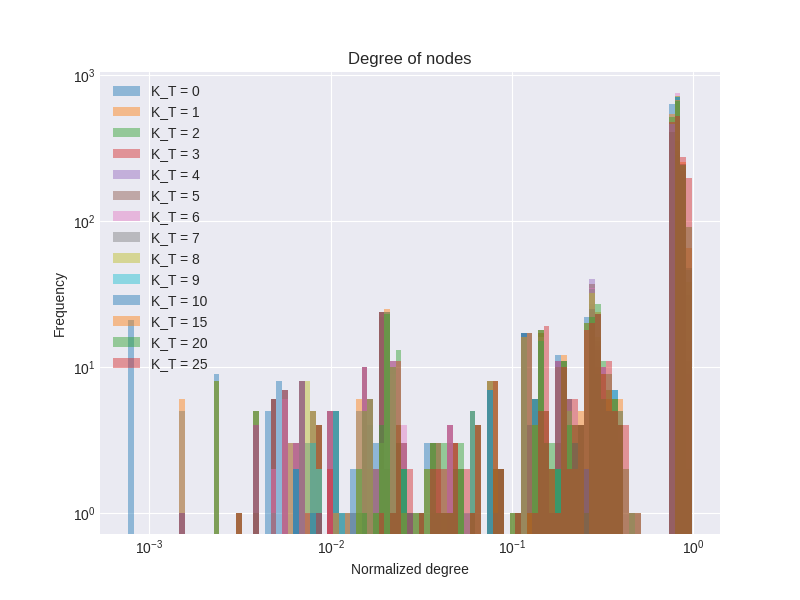 Degree of nodes
Frequency
10³
10²
10¹
10⁰
K_T = 0
K_T = 1
K_T = 2
K_T = 3
K_T = 4
K_T = 5
K_T = 6
K_T = 7
K_T = 8
K_T = 9
K_T = 10
K_T = 15
K_T = 20
K_T = 25
10⁻³ 10⁻² 10⁻¹ 10⁰
Normalized degree